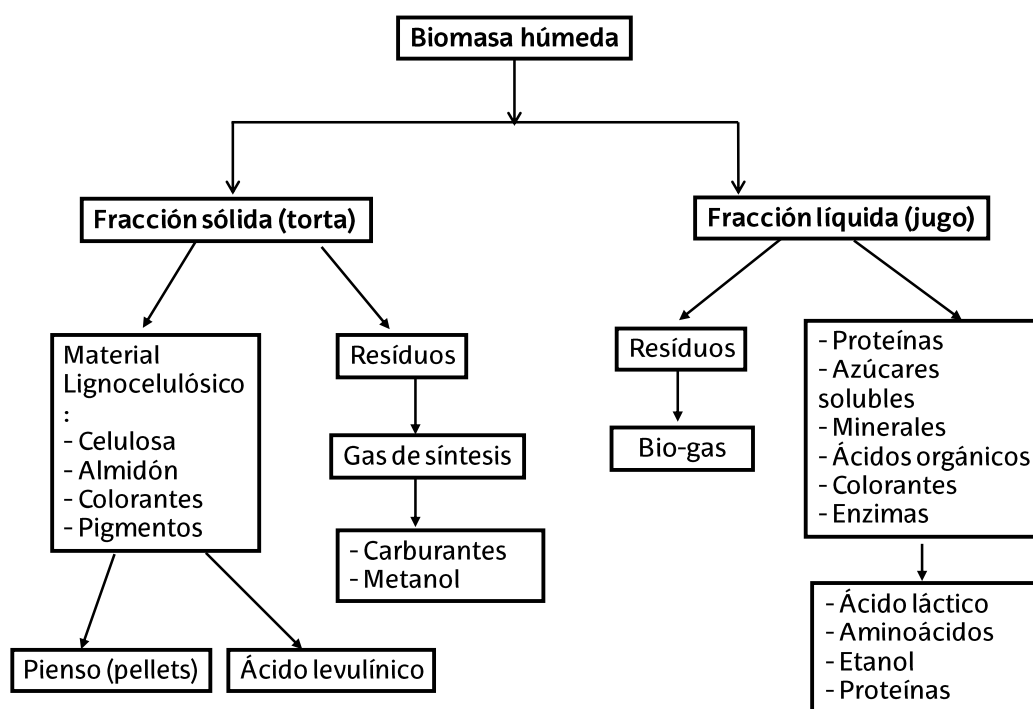 Biomasa húmeda
Fracción sólida (torta)
Fracción líquida (jugo)
Material
Lignocelulósico
:
- Celulosa
- Almidón
- Colorantes
- Pigmentos
Resíduos
Gas de síntesis
- Carburantes
- Metanol
Pienso (pellets)
Ácido levulínico
Resíduos
Bio-gas
- Proteínas
- Azúcares
solubles
- Minerales
- Ácidos orgánicos
- Colorantes
- Enzimas
- Ácido láctico
- Aminoácidos
- Etanol
- Proteínas